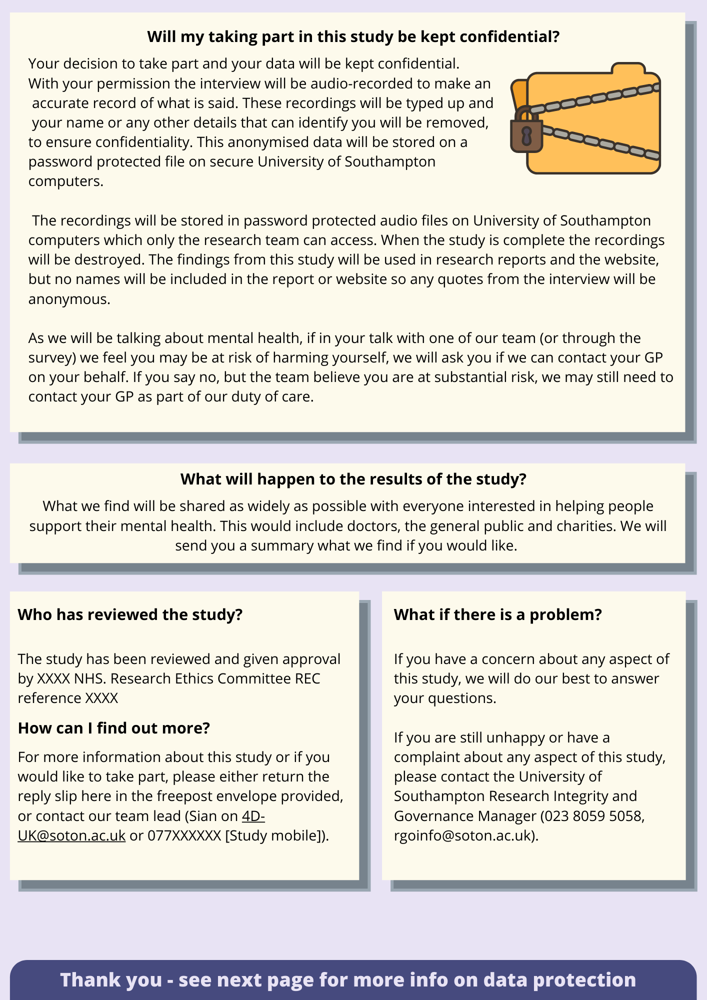 Will my taking part in this study be kept confidential?
Your decision to take part and your data will be kept confidential.
With your permission the interview will be audio-recorded to make an
accurate record of what is said. These recordings will be typed up and
your name or any other details that can identify you will be removed,
to ensure confidentiality. This anonymised data will be stored on a
password protected file on secure University of Southampton
computers.
The recordings will be stored in password protected audio files on University of Southampton
computers which only the research team can access. When the study is complete the recordings
will be destroyed. The findings from this study will be used in research reports and the website,
but no names will be included in the report or website so any quotes from the interview will be
anonymous.
As we will be talking about mental health, if in your talk with one of our team (or through the
survey) we feel you may be at risk of harming yourself, we will ask you if we can contact your GP
on your behalf. If you say no, but the team believe you are at substantial risk, we may still need to
contact your GP as part of our duty of care.
What will happen to the results of the study?
What we find will be shared as widely as possible with everyone interested in helping people
support their mental health. This would include doctors, the general public and charities. We will
send you a summary what we find if you would like.
Who has reviewed the study?
The study has been reviewed and given approval
by XXXX NHS. Research Ethics Committee REC
reference XXXX
How can I find out more?
For more information about this study or if you
would like to take part, please either return the
reply slip here in the freepost envelope provided,
or contact our team lead (Sian on 4D-
UK@soton.ac.uk or 077XXXXXX [Study mobile]).
What if there is a problem?
If you have a concern about any aspect of
this study, we will do our best to answer
your questions.
If you are still unhappy or have a
complaint about any aspect of this study,
please contact the University of
Southampton Research Integrity and
Governance Manager (023 8059 5058,
rgoinfo@soton.ac.uk).
Thank you - see next page for more info on data protection